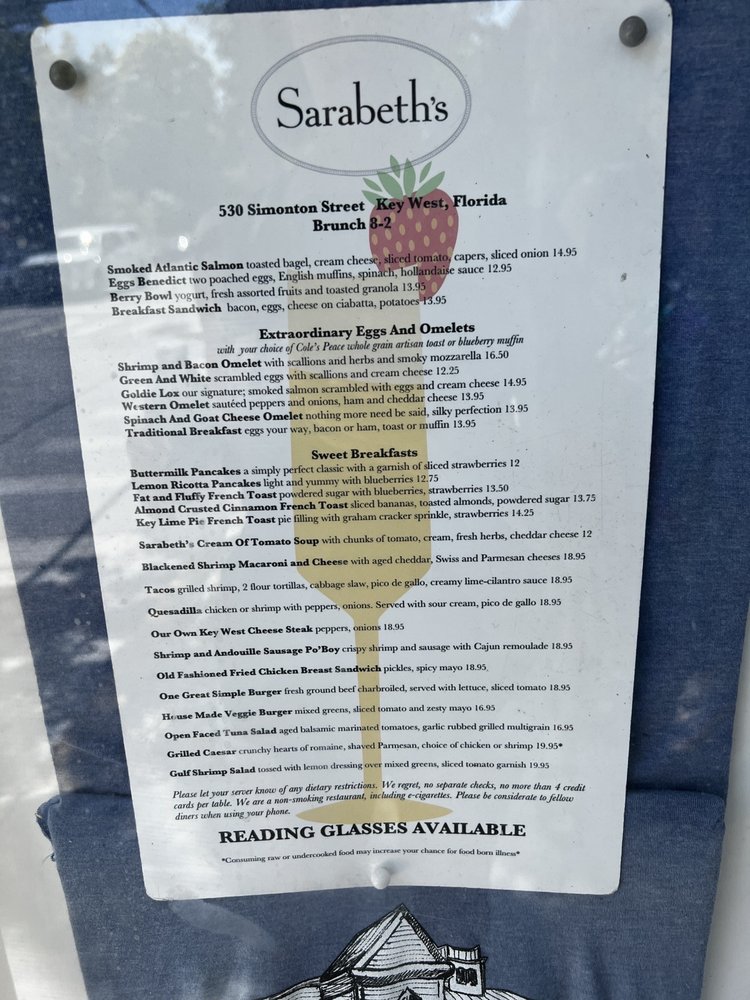 Sarabeth's
530 Simonton Street Key West, Florida
Brunch 8-2
Smoked Atlantic Salmon toasted bagel, cream cheese, sliced tomato, capers, sliced onion 14.95
Eggs Benedict two poached eggs, English muffins, spinach, hollandaise sauce 12.95
Berry Bowl yogurt, fresh assorted fruits and toasted granola 13.95
Breakfast Sandwich bacon, eggs, cheese on ciabatta, potatoes 13.95
Extraordinary Eggs And Omelets
with your choice of Cole's Peace whole grain artisan toast or blueberry muffin
Shrimp and Bacon Omelet with scallions and herbs and smoky mozzarella 16.50
Green And White scrambled eggs with scallions and cream cheese 12.25
Goldie Lox our signature; smoked salmon scrambled with eggs and cream cheese 14.95
Western Omelet sautéed peppers and onions, ham and cheddar cheese 13.95
Spinach And Goat Cheese Omelet nothing more need be said, silky perfection 13.95
Traditional Breakfast eggs your way, bacon or ham, toast or muffin 13.95
Sweet Breakfasts
Buttermilk Pancakes a simply perfect classic with a garnish of sliced strawberries 12
Lemon Ricotta Pancakes light and yummy with blueberries 12.75
Fat and Fluffy French Toast powdered sugar with blueberries, strawberries 13.50
Almond Crusted Cinnamon French Toast sliced bananas, toasted almonds, powdered sugar 13.75
Key Lime Pie French Toast pie filling with graham cracker sprinkle, strawberries 14.25
Sarabeth's Cream Of Tomato Soup with chunks of tomato, cream, fresh herbs, cheddar cheese 12
Blackened Shrimp Macaroni and Cheese with aged cheddar, Swiss and Parmesan cheeses 18.95
Tacos grilled shrimp, 2 flour tortillas, cabbage slaw, pico de gallo, creamy lime-cilantro sauce 18.95
Quesadilla chicken or shrimp with peppers, onions. Served with sour cream, pico de gallo 18.95
Our Own Key West Cheese Steak peppers, onions 18.95
Shrimp and Andouille Sausage Po'Boy crispy shrimp and sausage with Cajun remoulade 18.95
Old Fashioned Fried Chicken Breast Sandwich pickles, spicy mayo 18.95
One Great Simple Burger fresh ground beef charbroiled, served with lettuce, sliced tomato 18.95
House Made Veggie Burger mixed greens, sliced tomato and zesty mayo 16.95
Open Faced Tuna Salad aged balsamic marinated tomatoes, garlic rubbed grilled multigrain 16.95
Grilled Caesar crunchy hearts of romaine, shaved Parmesan, choice of chicken or shrimp 19.95*
Gulf Shrimp Salad tossed with lemon dressing over mixed greens, sliced tomato garnish 19.95
Please let your server know of any dietary restrictions. We regret, no separate checks, no more than 4 credit
cards per table. We are a non-smoking restaurant, including e-cigarettes. Please be considerate to fellow
diners when using your phone.
READING GLASSES AVAILABLE
*Consuming raw or undercooked food may increase your chance for food born illness*